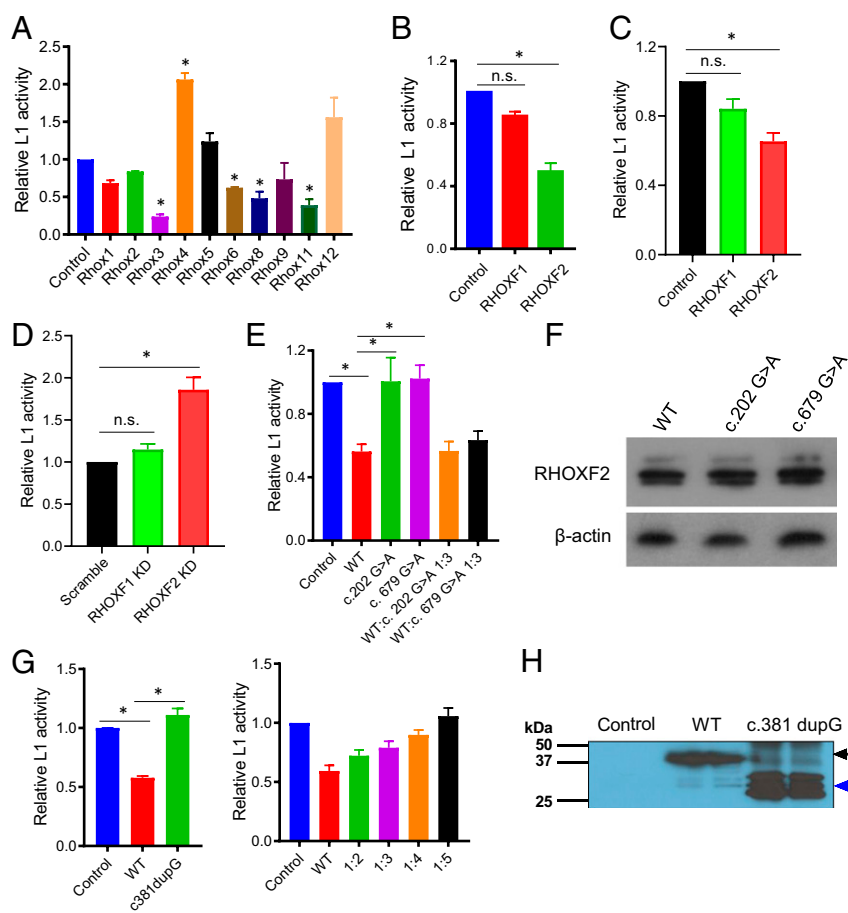 A
Relative L1 activity
2.5
2.0
1.5
1.0
0.5
0.0
*
*
*
*
*
Control
Rhox1
Rhox2
Rhox3
Rhox4
Rhox5
Rhox6
Rhox8
Rhox9
Rhox11
Rhox12
B
Relative L1 activity
1.2
0.8
0.4
0.0
*
n.s.
Control
RHOXF1
RHOXF2
C
Relative L1 activity
1.2
0.8
0.4
0.0
*
n.s.
Control
RHOXF1
RHOXF2
D
Relative L1 activity
2.5
2.0
1.5
1.0
0.5
0.0
*
n.s.
Scramble
RHOXF1 KD
RHOXF2 KD
E
Relative L1 activity
1.2
0.8
0.4
0.0
*
*
*
Control
WT
c.202 G>A
c. 679 G>A
WT:c. 202 G>A 1:3
WT:c. 679 G>A 1:3
F
WT
c.202 G>A
c.679 G>A
RHOXF2
β-actin
G
Relative L1 activity
1.5
1.0
0.5
0.0
*
*
Control
WT
c381dupG
Relative L1 activity
1.5
1.0
0.5
0.0
Control
WT
1:2
1:3
1:4
1:5
H
kDa
Control
WT
c.381 dupG
50
37
25